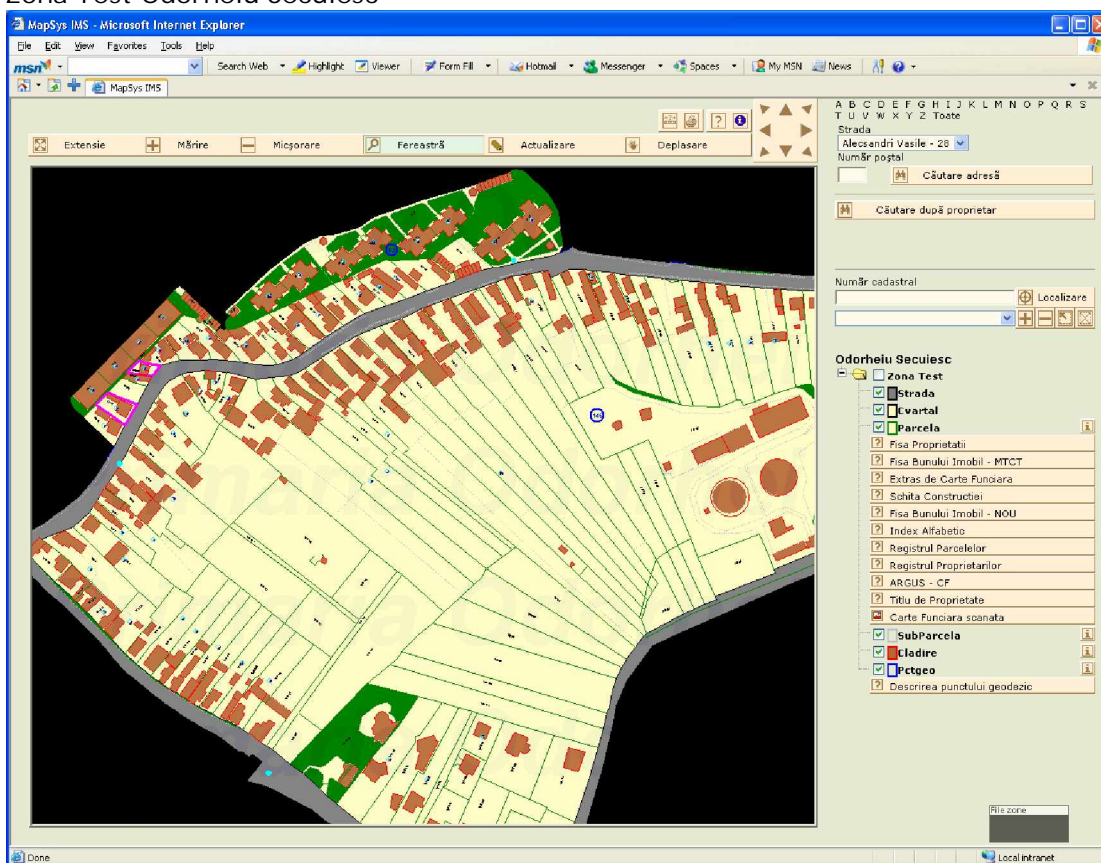 Zona Test Odorheiu Secuiesc
MapSys IMS - Microsoft Internet Explorer
File Edit View Favorites Tools Help
msn Search Web Highlight Viewer Form Fill Hotmail Messenger Spaces My MSN News
MapSys IMS
Extensie Mărire Micşorare Fereastră Actualizare Deplasare
A B C D E F G H I J K L M N O P Q R S
T U V W X Y Z Toate
Strada
Alecsandri Vasile - 28
Număr poştal
Căutare adresă
Căutare după proprietar
Număr cadastral
Localizare
Odorheiu Secuiesc
Zona Test
Strada
Cvartal
Parcela
Fisa Proprietatii
Fisa Bunului Imobil - MTCT
Extras de Carte Funciara
Schita Constructiei
Fisa Bunului Imobil - NOU
Index Alfabetic
Registrul Parcelelor
Registrul Proprietarilor
ARGUS - CF
Titlu de Proprietate
Carte Funciara scanata
SubParcela
Cladire
Pctgeo
Descrirea punctului geodezic
File zone
Done
Local intranet